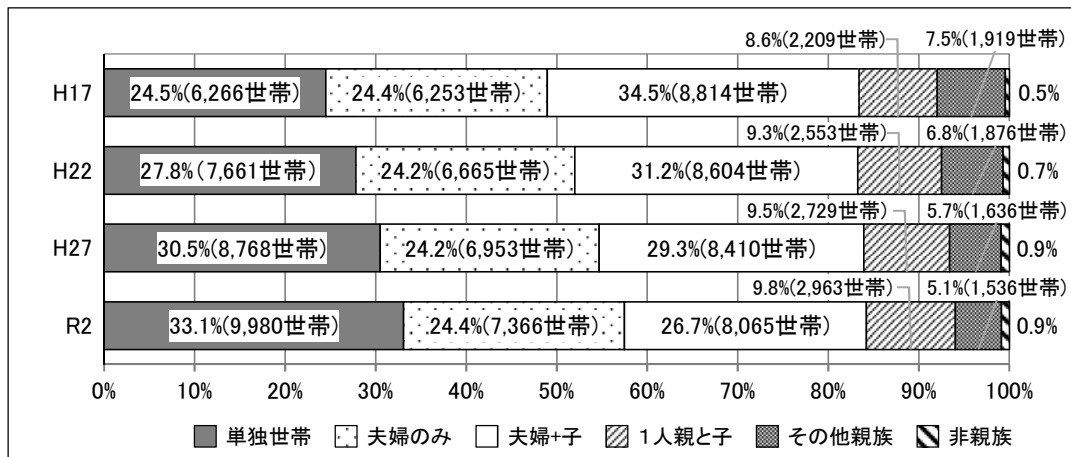 8.6%(2,209世帯) 7.5%(1,919世帯)
H17 24.5%(6,266世帯) 24.4%(6,253世帯) 34.5%(8,814世帯) 0.5%
9.3%(2,553世帯) 6.8%(1,876世帯)
H22 27.8%(7,661世帯) 24.2%(6,665世帯) 31.2%(8,604世帯) 0.7%
9.5%(2,729世帯) 5.7%(1,636世帯)
H27 30.5%(8,768世帯) 24.2%(6,953世帯) 29.3%(8,410世帯) 0.9%
9.8%(2,963世帯) 5.1%(1,536世帯)
R2 33.1%(9,980世帯) 24.4%(7,366世帯) 26.7%(8,065世帯) 0.9%
0% 10% 20% 30% 40% 50% 60% 70% 80% 90% 100%
単独世帯 夫婦のみ 夫婦+子 1人親と子 その他親族 非親族